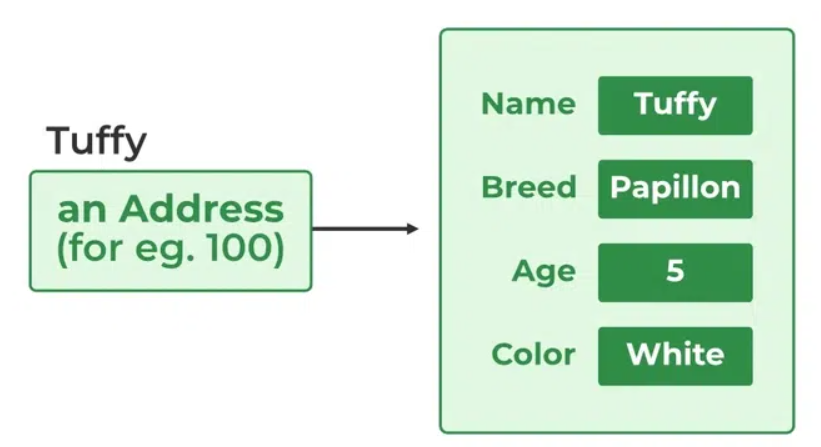 Tuffy
an Address
(for eg. 100)
Name Tuffy
Breed Papillon
Age 5
Color White